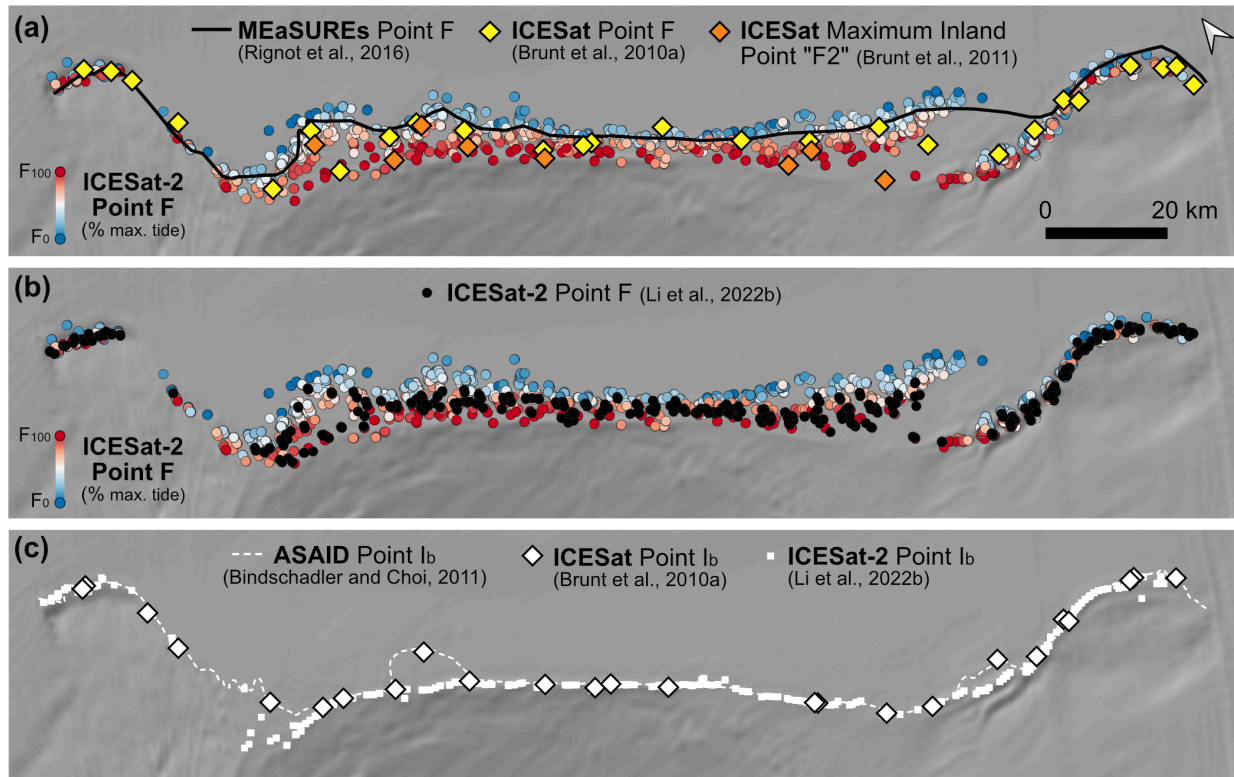 (a)
MEaSUREs Point F
(Rignot et al., 2016)
ICESat Point F
(Brunt et al., 2010a)
ICESat Maximum Inland
Point "F2" (Brunt et al., 2011)
F100
ICESat-2
Point F
(% max. tide)
F0
0 20 km
(b)
ICESat-2 Point F (Li et al., 2022b)
F100
ICESat-2
Point F
(% max. tide)
F0
(c)
ASAID Point Ib
(Bindschadler and Choi, 2011)
ICESat Point Ib
(Brunt et al., 2010a)
ICESat-2 Point Ib
(Li et al., 2022b)